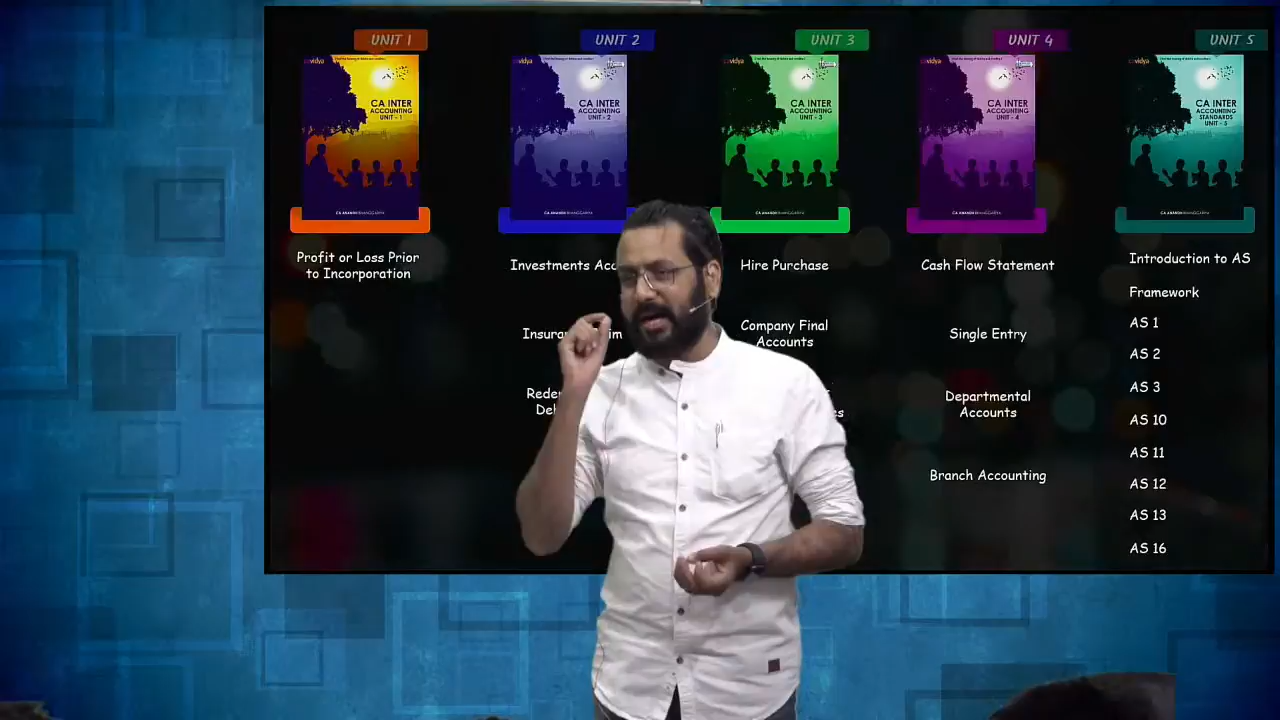 UNIT 1
CA INTER
ACCOUNTING
UNIT - 1
Profit or Loss Prior
to Incorporation
UNIT 2
CA INTER
ACCOUNTING
UNIT - 2
Investments
UNIT 3
CA INTER
ACCOUNTING
UNIT - 3
Hire Purchase
Company Final
Accounts
UNIT 4
CA INTER
ACCOUNTING
UNIT - 4
Cash Flow Statement
Single Entry
Departmental
Accounts
Branch Accounting
UNIT 5
CA INTER
ACCOUNTING
STANDARDS
UNIT - 5
Introduction to AS
Framework
AS 1
AS 2
AS 3
AS 10
AS 11
AS 12
AS 13
AS 16